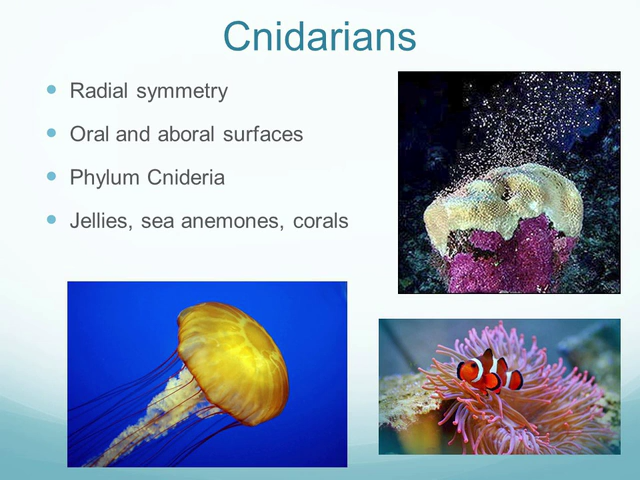 Cnidarians
Radial symmetry
Oral and aboral surfaces
Phylum Cnideria
Jellies, sea anemones, corals